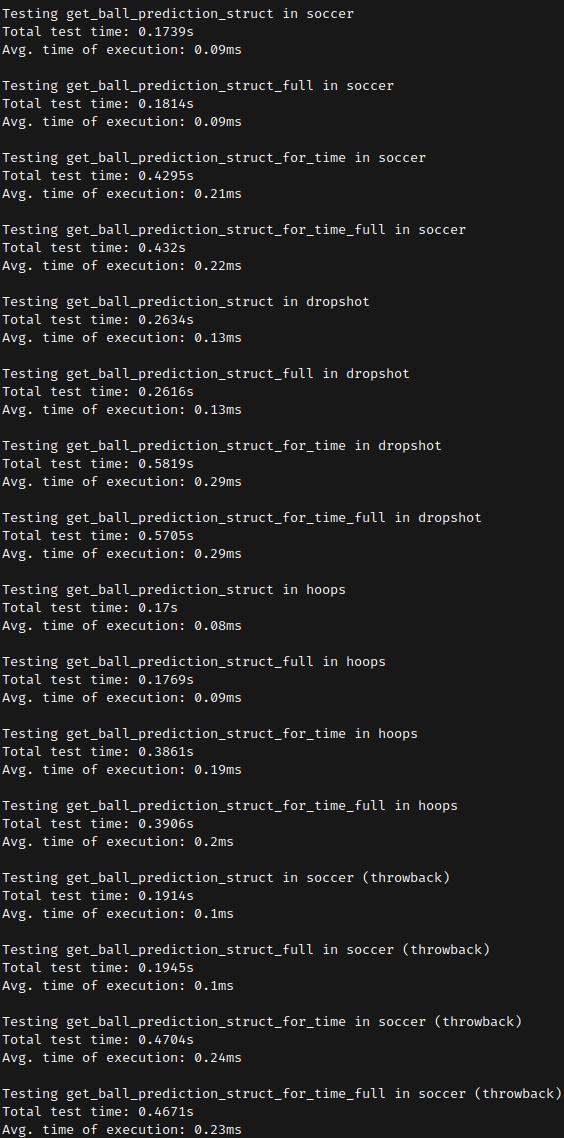 Testing get_ball_prediction_struct in soccer
Total test time: 0.1739s
Avg. time of execution: 0.09ms
Testing get_ball_prediction_struct_full in soccer
Total test time: 0.1814s
Avg. time of execution: 0.09ms
Testing get_ball_prediction_struct_for_time in soccer
Total test time: 0.4295s
Avg. time of execution: 0.21ms
Testing get_ball_prediction_struct_for_time_full in soccer
Total test time: 0.432s
Avg. time of execution: 0.22ms
Testing get_ball_prediction_struct in dropshot
Total test time: 0.2634s
Avg. time of execution: 0.13ms
Testing get_ball_prediction_struct_full in dropshot
Total test time: 0.2616s
Avg. time of execution: 0.13ms
Testing get_ball_prediction_struct_for_time in dropshot
Total test time: 0.5819s
Avg. time of execution: 0.29ms
Testing get_ball_prediction_struct_for_time_full in dropshot
Total test time: 0.5705s
Avg. time of execution: 0.29ms
Testing get_ball_prediction_struct in hoops
Total test time: 0.17s
Avg. time of execution: 0.08ms
Testing get_ball_prediction_struct_full in hoops
Total test time: 0.1769s
Avg. time of execution: 0.09ms
Testing get_ball_prediction_struct_for_time in hoops
Total test time: 0.3861s
Avg. time of execution: 0.19ms
Testing get_ball_prediction_struct_for_time_full in hoops
Total test time: 0.3906s
Avg. time of execution: 0.2ms
Testing get_ball_prediction_struct in soccer (throwback)
Total test time: 0.1914s
Avg. time of execution: 0.1ms
Testing get_ball_prediction_struct_full in soccer (throwback)
Total test time: 0.1945s
Avg. time of execution: 0.1ms
Testing get_ball_prediction_struct_for_time in soccer (throwback)
Total test time: 0.4704s
Avg. time of execution: 0.24ms
Testing get_ball_prediction_struct_for_time_full in soccer (throwback)
Total test time: 0.4671s
Avg. time of execution: 0.23ms